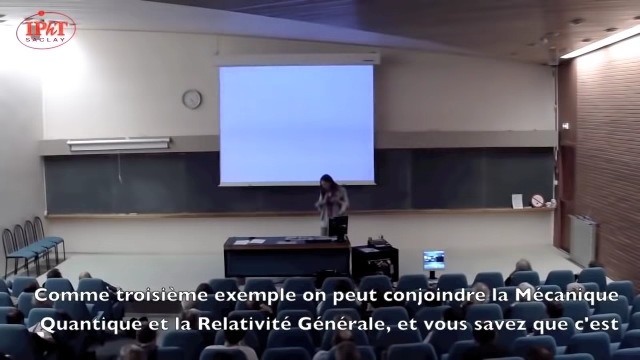 IPhT
SACLAY
Comme troisième exemple on peut conjoindre la Mécanique
Quantique et la Relativité Générale, et vous savez que c'est